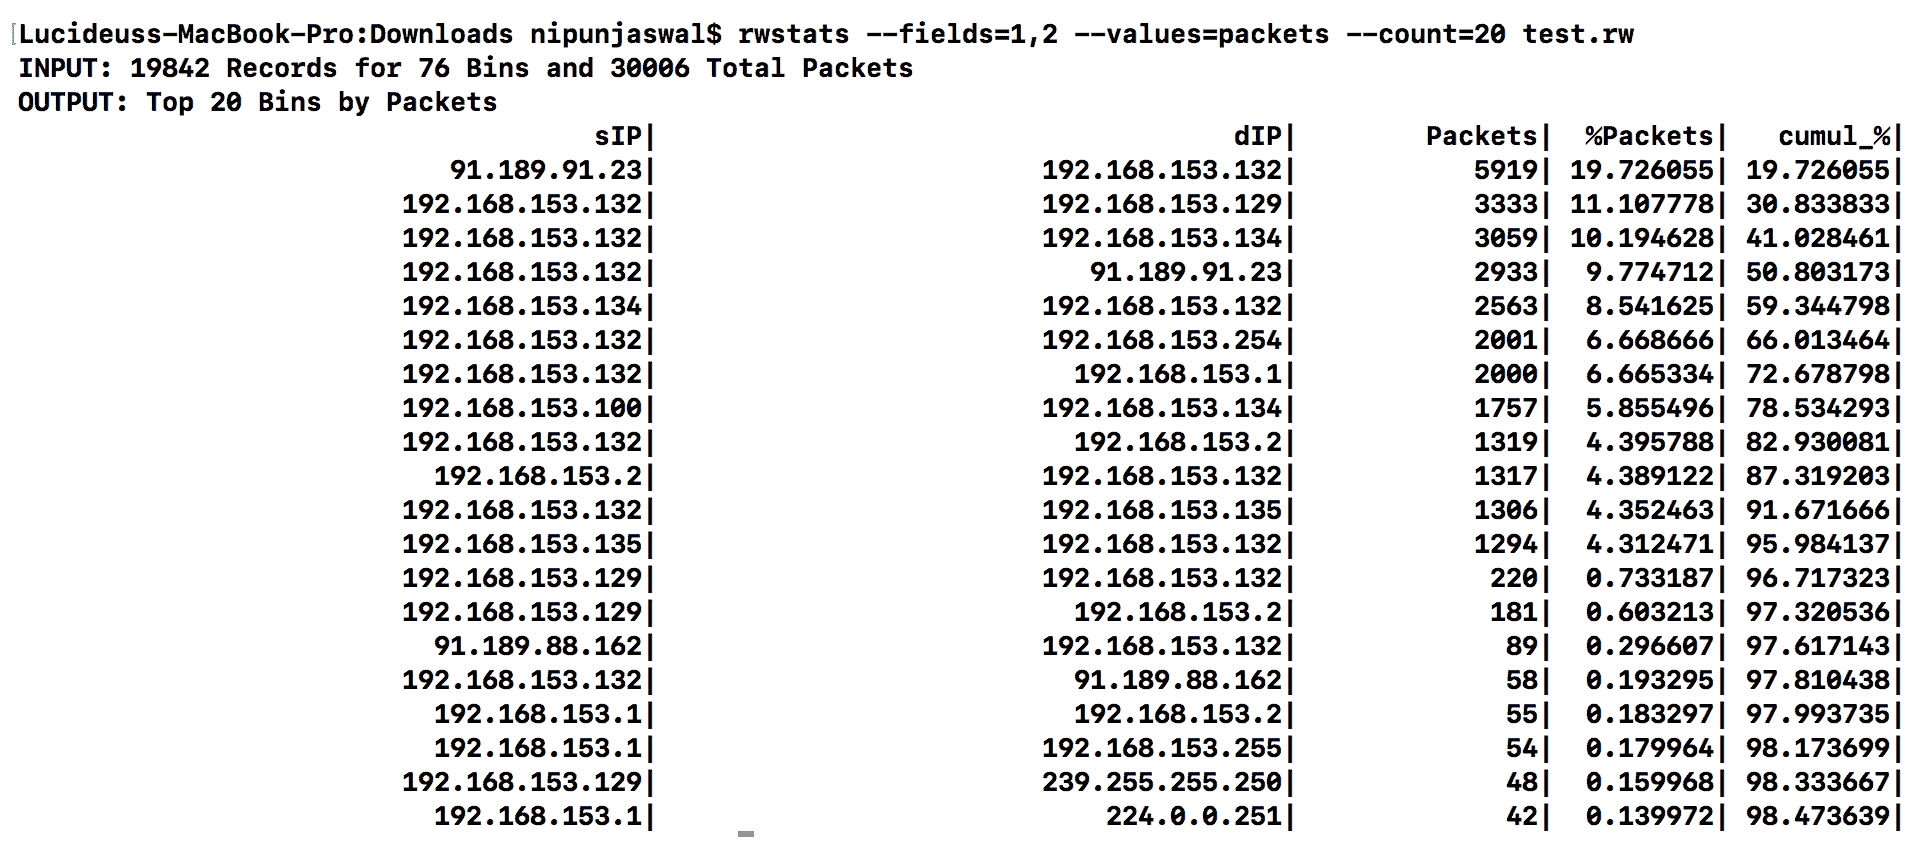 Lucideuss-MacBook-Pro:Downloads nipunjaswal$ rwstats --fields=1,2 --values=packets --count=20 test.rw
INPUT: 19842 Records for 76 Bins and 30006 Total Packets
OUTPUT: Top 20 Bins by Packets
sIP| dIP| Packets| %Packets| cumul_%|
91.189.91.23| 192.168.153.132| 5919| 19.726055| 19.726055|
192.168.153.132| 192.168.153.129| 3333| 11.107778| 30.833833|
192.168.153.132| 192.168.153.134| 3059| 10.194628| 41.028461|
192.168.153.132| 91.189.91.23| 2933| 9.774712| 50.803173|
192.168.153.134| 192.168.153.132| 2563| 8.541625| 59.344798|
192.168.153.132| 192.168.153.254| 2001| 6.668666| 66.013464|
192.168.153.132| 192.168.153.1| 2000| 6.665334| 72.678798|
192.168.153.100| 192.168.153.134| 1757| 5.855496| 78.534293|
192.168.153.132| 192.168.153.2| 1319| 4.395788| 82.930081|
192.168.153.2| 192.168.153.132| 1317| 4.389122| 87.319203|
192.168.153.132| 192.168.153.135| 1306| 4.352463| 91.671666|
192.168.153.135| 192.168.153.132| 1294| 4.312471| 95.984137|
192.168.153.129| 192.168.153.132| 220| 0.733187| 96.717323|
192.168.153.129| 192.168.153.2| 181| 0.603213| 97.320536|
91.189.88.162| 192.168.153.132| 89| 0.296607| 97.617143|
192.168.153.132| 91.189.88.162| 58| 0.193295| 97.810438|
192.168.153.1| 192.168.153.2| 55| 0.183297| 97.993735|
192.168.153.1| 192.168.153.255| 54| 0.179964| 98.173699|
192.168.153.129| 239.255.255.250| 48| 0.159968| 98.333667|
192.168.153.1| 224.0.0.251| 42| 0.139972| 98.473639|